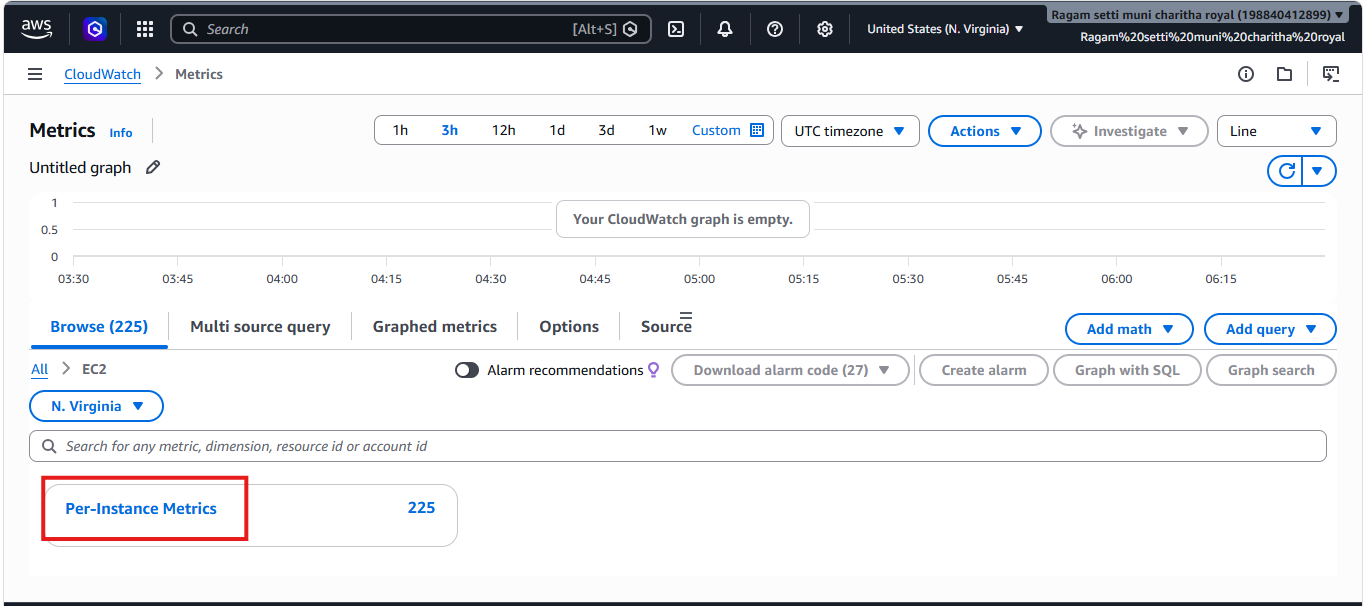 aws
Search [Alt+S]
United States (N. Virginia)
Ragam setti muni charitha royal (198840412899)
Ragam%20setti%20muni%20charitha%20royal
CloudWatch > Metrics
Metrics Info
1h 3h 12h 1d 3d 1w Custom
UTC timezone
Actions
Investigate
Line
Untitled graph
1
0.5
0
Your CloudWatch graph is empty.
03:30 03:45 04:00 04:15 04:30 04:45 05:00 05:15 05:30 05:45 06:00 06:15
Browse (225) Multi source query Graphed metrics Options Source
Add math Add query
All > EC2
Alarm recommendations
Download alarm code (27)
Create alarm
Graph with SQL
Graph search
N. Virginia
Search for any metric, dimension, resource id or account id
Per-Instance Metrics 225